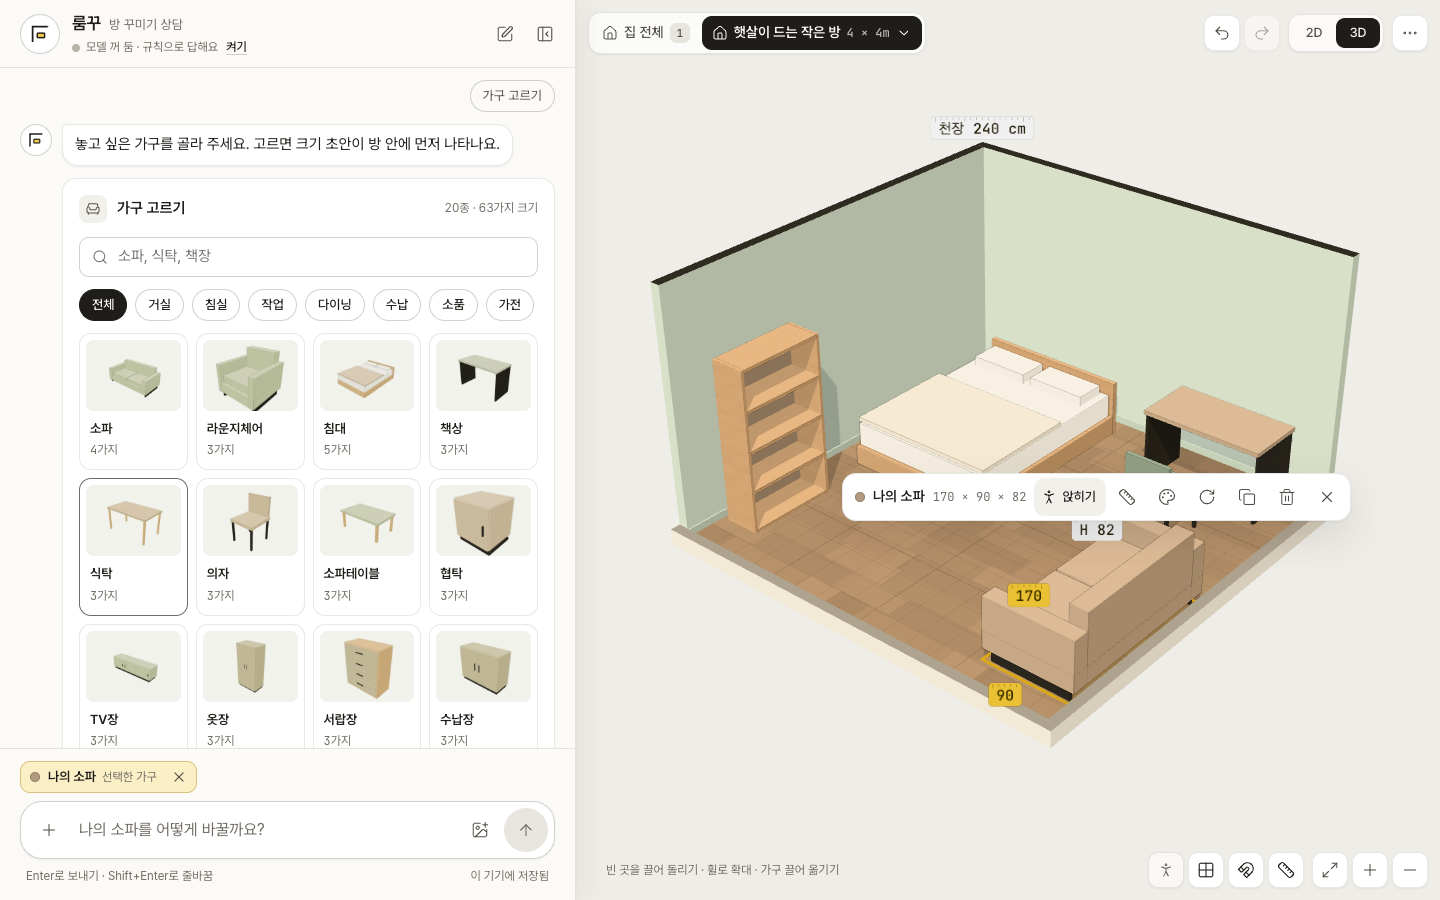 룸꾸 방 꾸미기 상담
모델 꺼 둠 · 규칙으로 답해요 켜기
가구 고르기
놓고 싶은 가구를 골라 주세요. 고르면 크기 초안이 방 안에 먼저 나타나요.
가구 고르기 20종 · 63가지 크기
소파, 식탁, 책장
전체 거실 침실 작업 다이닝 수납 소품 가전
소파 라운지체어 침대 책상
4가지 3가지 5가지 3가지
식탁 의자 소파테이블 협탁
3가지 3가지 3가지 3가지
TV장 옷장 서랍장 수납장
3가지 3가지 3가지 3가지
나의 소파 선택한 가구
나의 소파를 어떻게 바꿀까요?
Enter로 보내기 · Shift+Enter로 줄바꿈 이 기기에 저장됨
집 전체 1 햇살이 드는 작은 방 4 × 4m
2D 3D
천장 240 cm
나의 소파 170 × 90 × 82 앉히기
H 82
170
90
빈 곳을 끌어 돌리기 · 휠로 확대 · 가구 끌어 옮기기